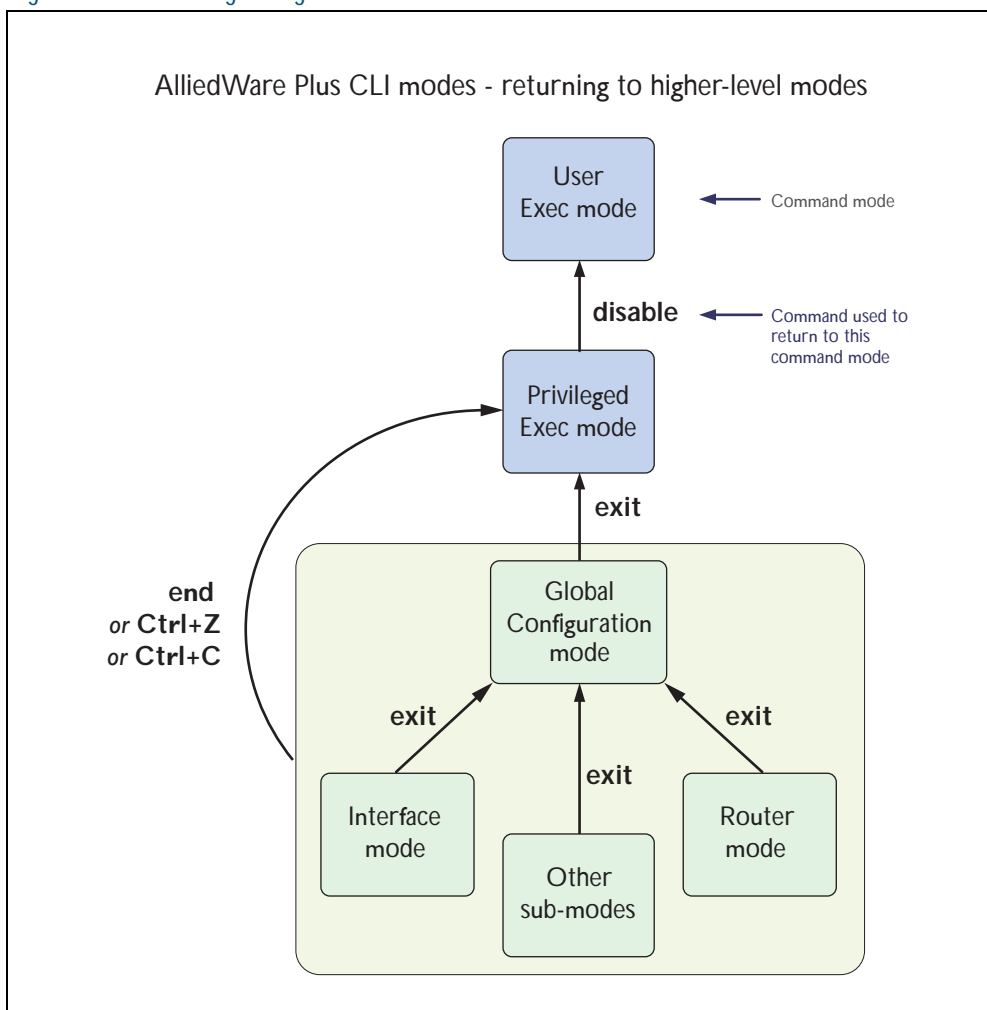 AlliedWare Plus CLI modes - returning to higher-level modes
User
Exec mode
Command mode
disable
Command used to
return to this
command mode
Privileged
Exec mode
exit
end
or Ctrl+Z
or Ctrl+C
Global
Configuration
mode
exit
exit
exit
Interface
mode
Other
sub-modes
Router
mode